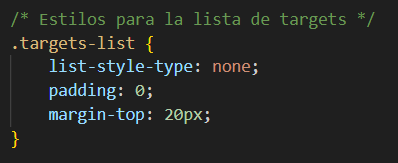 /* Estilos para la lista de targets */
.targets-list {
    list-style-type: none;
    padding: 0;
    margin-top: 20px;
}